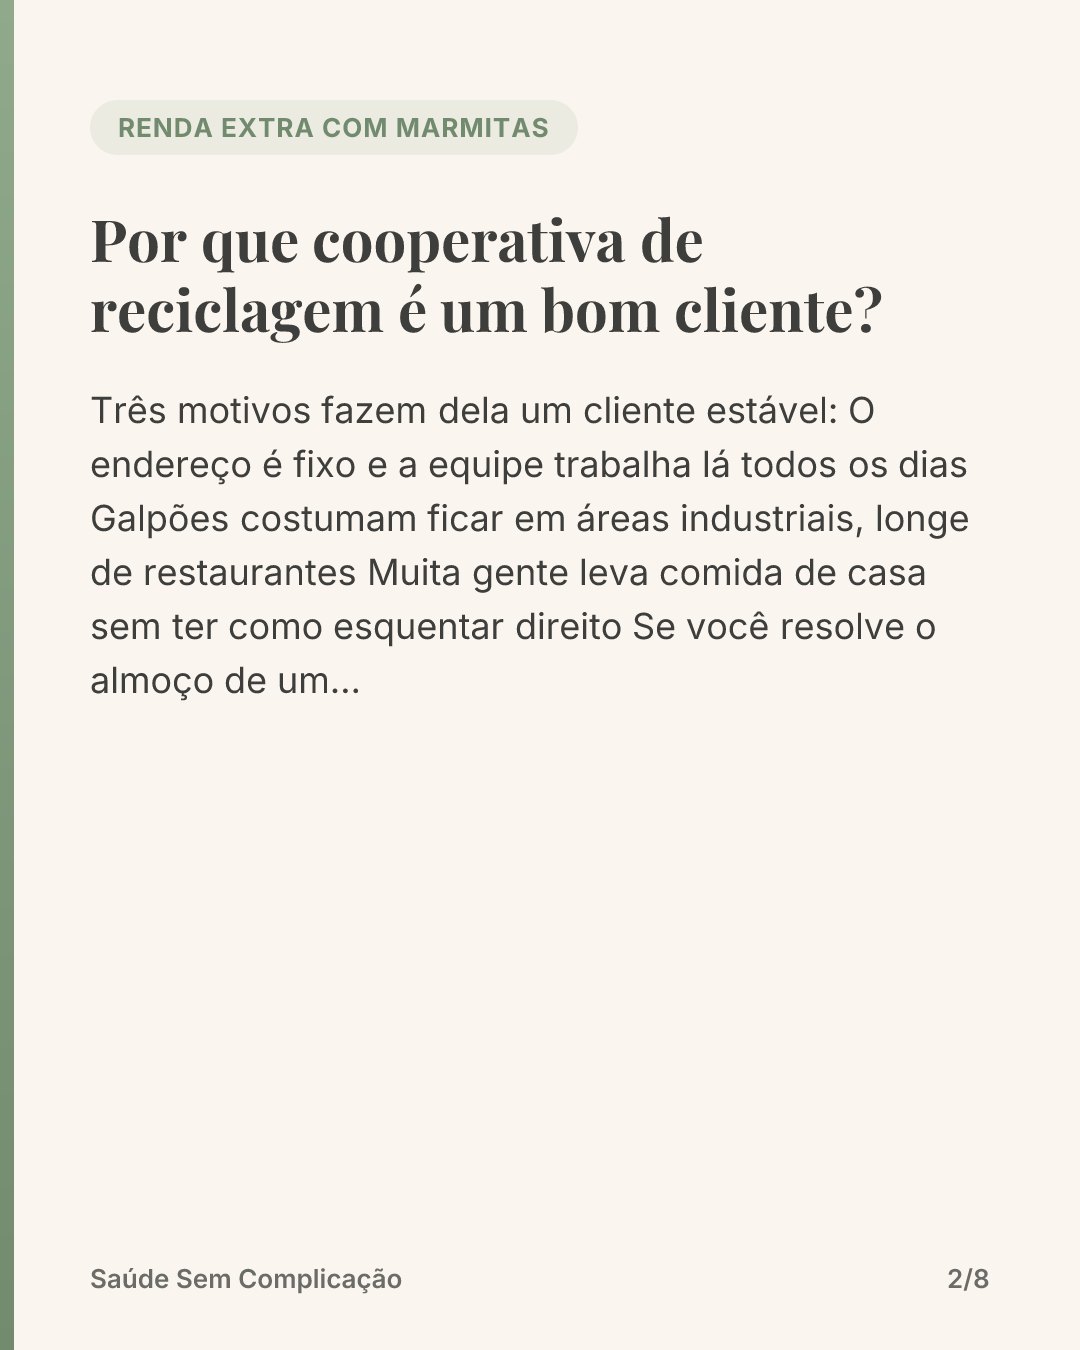 RENDA EXTRA COM MARMITAS
Por que cooperativa de
reciclagem é um bom cliente?
Três motivos fazem dela um cliente estável: O
endereço é fixo e a equipe trabalha lá todos os dias
Galpões costumam ficar em áreas industriais, longe
de restaurantes Muita gente leva comida de casa
sem ter como esquentar direito Se você resolve o
almoço de um...
Saúde Sem Complicação
2/8